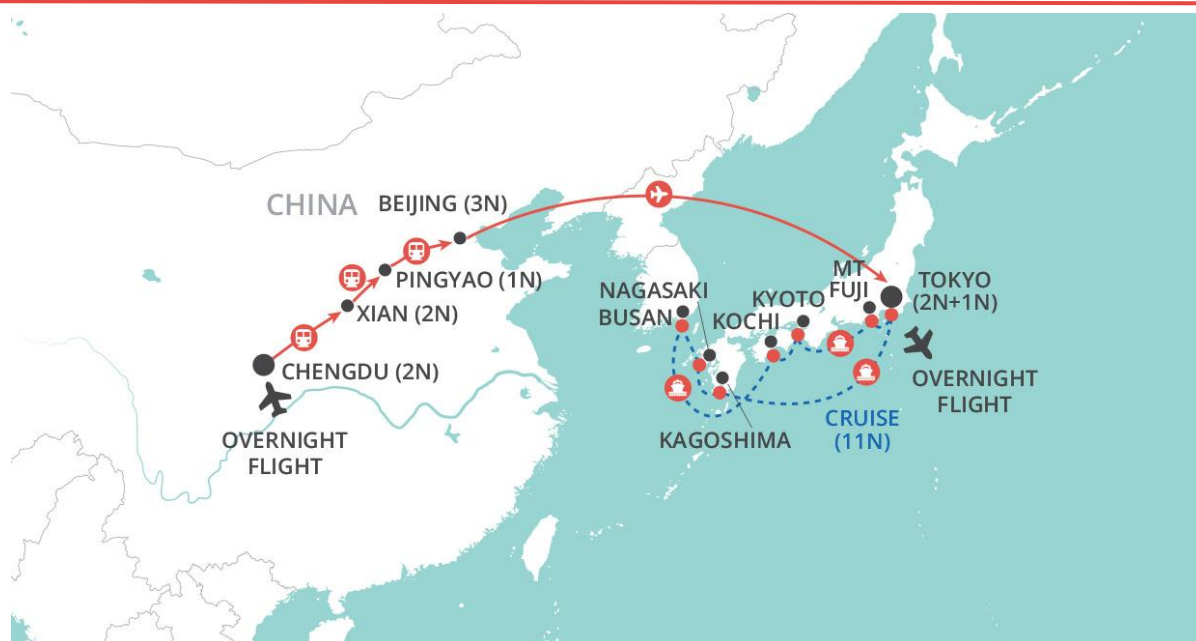 CHINA
BEIJING (3N)
PINGYAO (1N)
XIAN (2N)
CHENGDU (2N)
OVERNIGHT
FLIGHT
NAGASAKI
BUSAN
KOCHI
KYOTO
MT
FUJI
TOKYO
(2N+1N)
OVERNIGHT
FLIGHT
CRUISE
(11N)
KAGOSHIMA